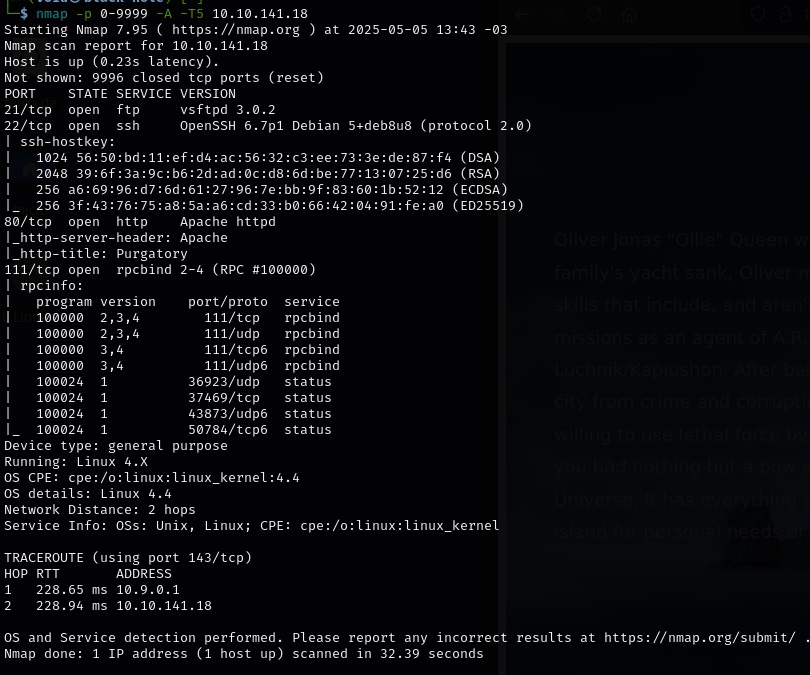 └─$ nmap -p 0-9999 -A -T5 10.10.141.18
Starting Nmap 7.95 ( https://nmap.org ) at 2025-05-05 13:43 -03
Nmap scan report for 10.10.141.18
Host is up (0.23s latency).
Not shown: 9996 closed tcp ports (reset)
PORT    STATE SERVICE VERSION
21/tcp  open  ftp     vsftpd 3.0.2
22/tcp  open  ssh     OpenSSH 6.7p1 Debian 5+deb8u8 (protocol 2.0)
| ssh-hostkey:
|   1024 56:50:bd:11:ef:d4:ac:56:32:c3:ee:73:3e:de:87:f4 (DSA)
|   2048 39:6f:3a:9c:b6:2d:ad:0c:d8:6d:be:77:13:07:25:d6 (RSA)
|   256 a6:69:96:d7:6d:61:27:96:7e:bb:9f:83:60:1b:52:12 (ECDSA)
|_  256 3f:43:76:75:a8:5a:a6:cd:33:b0:66:42:04:91:fe:a0 (ED25519)
80/tcp  open  http    Apache httpd
|_http-server-header: Apache
|_http-title: Purgatory
111/tcp open  rpcbind 2-4 (RPC #100000)
| rpcinfo:
|   program version    port/proto  service
|   100000  2,3,4        111/tcp   rpcbind
|   100000  2,3,4        111/udp   rpcbind
|   100000  3,4          111/tcp6  rpcbind
|   100000  3,4          111/udp6  rpcbind
|   100024  1          36923/udp   status
|   100024  1          37469/tcp   status
|   100024  1          43873/udp6  status
|_  100024  1          50784/tcp6  status
Device type: general purpose
Running: Linux 4.X
OS CPE: cpe:/o:linux:linux_kernel:4.4
OS details: Linux 4.4
Network Distance: 2 hops
Service Info: OSs: Unix, Linux; CPE: cpe:/o:linux:linux_kernel
TRACEROUTE (using port 143/tcp)
HOP RTT       ADDRESS
1   228.65 ms 10.9.0.1
2   228.94 ms 10.10.141.18
OS and Service detection performed. Please report any incorrect results at https://nmap.org/submit/ .
Nmap done: 1 IP address (1 host up) scanned in 32.39 seconds
Oliver Jonas "Ollie" Queen
family's yacht sank, Oliver
skills that include, and aren't
missions as an agent of A.R.
Luchnik/Kapiushon. After
city from crime and corrupti
willing to use lethal force by
you had nothing but a bow
Universe. It has everything
island for personal needs or